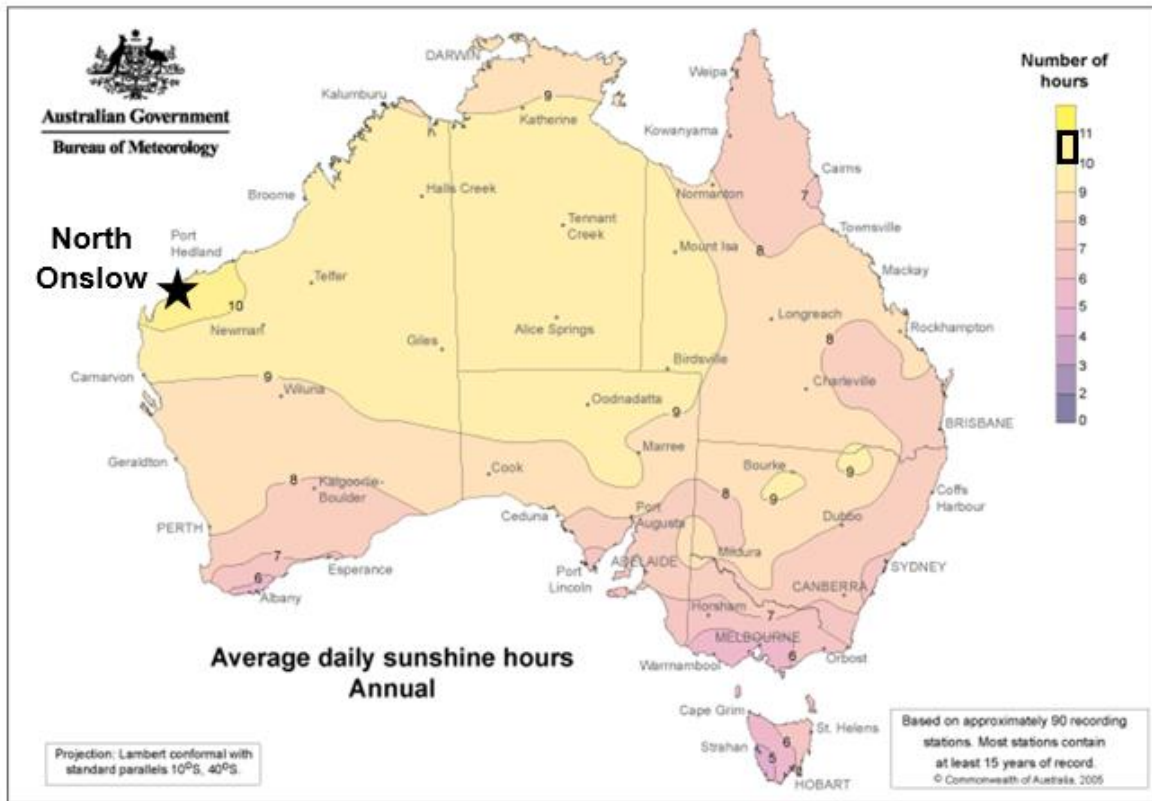 Australian Government
Bureau of Meteorology
DARWIN
Weipa
Number of
hours
Kalumburu
9
Katherine
Kowanyama
11
10
9
8
7
6
5
4
3
2
0
Cairns
7
Broome
Halls Creek
Normanton
North
Onslow
Port
Hedland
Tennant
Creek
Townsville
Mount Isa
8
Telfer
Mackay
10
Newman
Alice Springs
Longreach
Giles
8
Rockhampton
Birdsville
Carnarvon
9
Wiluna
Charleville
Oodnadatta
9
BRISBANE
Marree
Geraldton
Cook
Bourke
9
8
Kalgoorlie-
Boulder
9
8
Coffs
Harbour
Ceduna
Port
Augusta
PERTH
Dubbo
7
Esperance
ADELAIDE
Mildura
6
Albany
Port
Lincoln
SYDNEY
CANBERRA
Horsham
7
MELBOURNE
Average daily sunshine hours
Annual
Warrnambool
6
Orbost
Cape Grim
St. Helens
6
Strahan
5
HOBART
Projection: Lambert conformal with
standard parallels 10°S, 40°S.
Based on approximately 90 recording
stations. Most stations contain
at least 15 years of record.
© Commonwealth of Australia, 2005